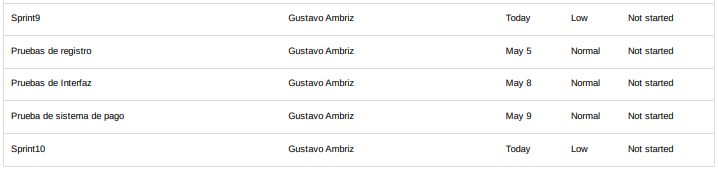 Sprint9 Gustavo Ambriz Today Low Not started
Pruebas de registro Gustavo Ambriz May 5 Normal Not started
Pruebas de Interfaz Gustavo Ambriz May 8 Normal Not started
Prueba de sistema de pago Gustavo Ambriz May 9 Normal Not started
Sprint10 Gustavo Ambriz Today Low Not started